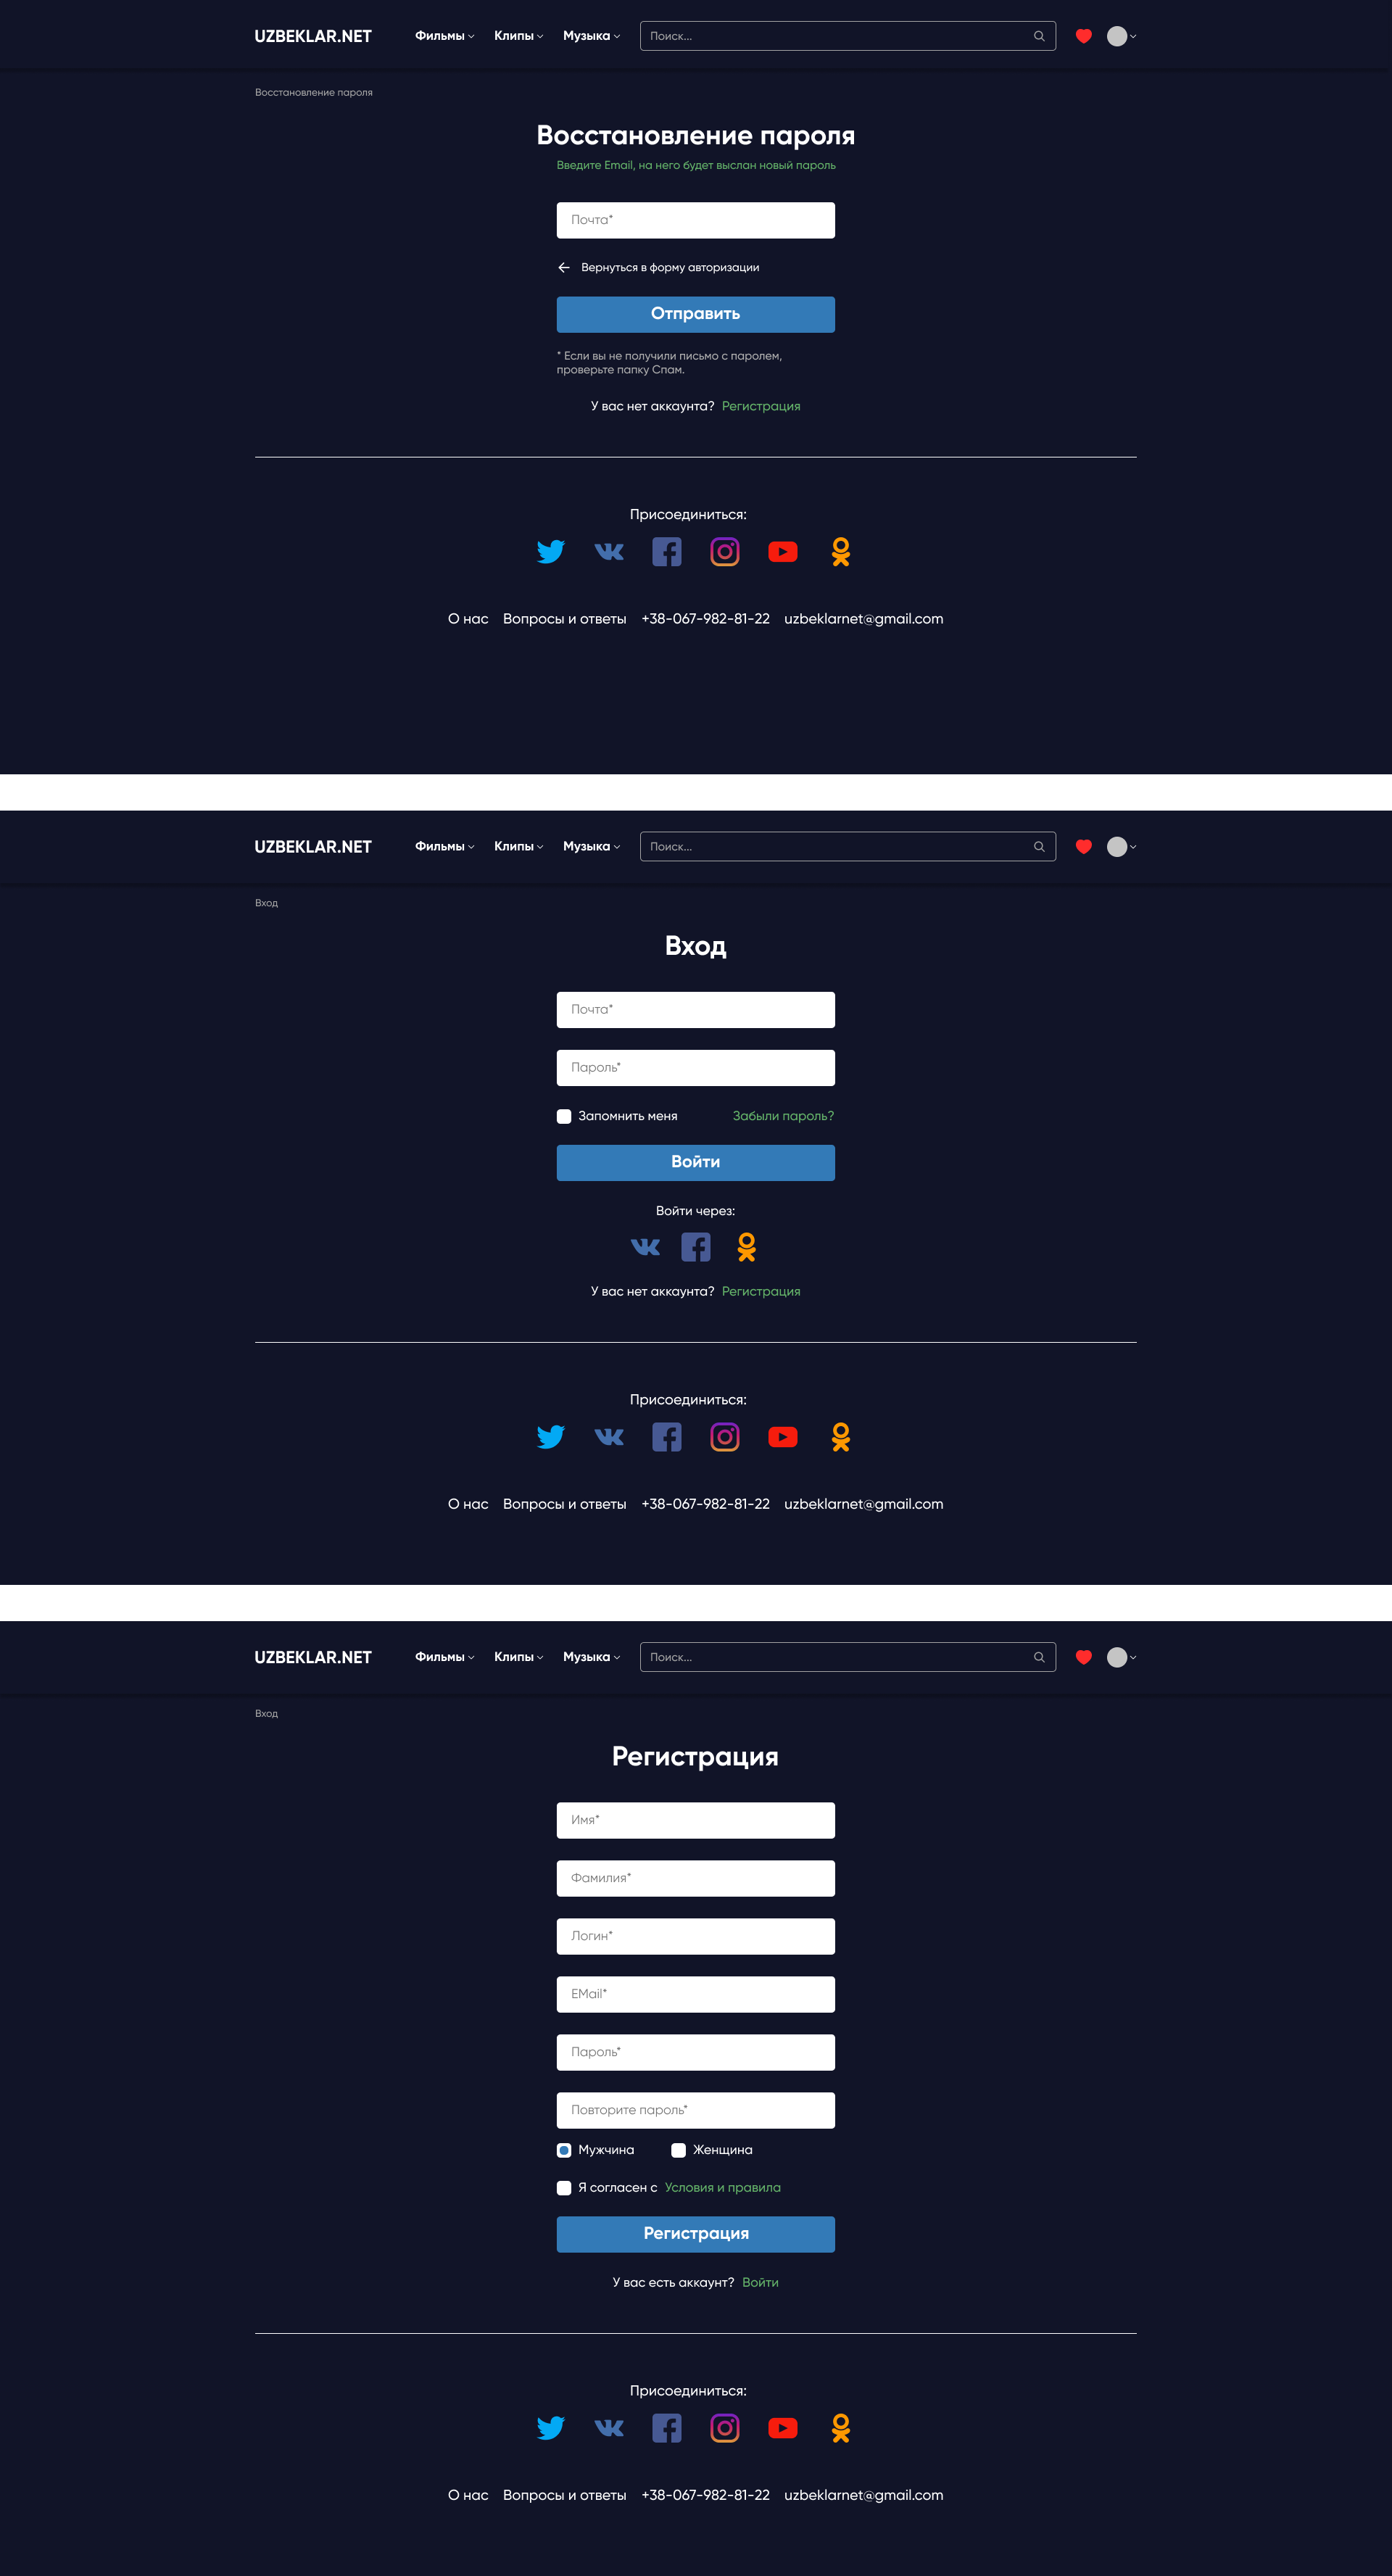 UZBEKLAR.NET Фильмы Клипы Музыка Поиск...
Восстановление пароля
Восстановление пароля
Введите Email, на него будет выслан новый пароль
Почта*
Вернуться в форму авторизации
Отправить
* Если вы не получили письмо с паролем,
проверьте папку Спам.
У вас нет аккаунта? Регистрация
Присоединиться:
О нас Вопросы и ответы +38-067-982-81-22 uzbeklarnet@gmail.com
UZBEKLAR.NET Фильмы Клипы Музыка Поиск...
Вход
Вход
Почта*
Пароль*
Запомнить меня Забыли пароль?
Войти
Войти через:
У вас нет аккаунта? Регистрация
Присоединиться:
О нас Вопросы и ответы +38-067-982-81-22 uzbeklarnet@gmail.com
UZBEKLAR.NET Фильмы Клипы Музыка Поиск...
Вход
Регистрация
Имя*
Фамилия*
Логин*
EMail*
Пароль*
Повторите пароль*
Мужчина Женщина
Я согласен с Условия и правила
Регистрация
У вас есть аккаунт? Войти
Присоединиться:
О нас Вопросы и ответы +38-067-982-81-22 uzbeklarnet@gmail.com